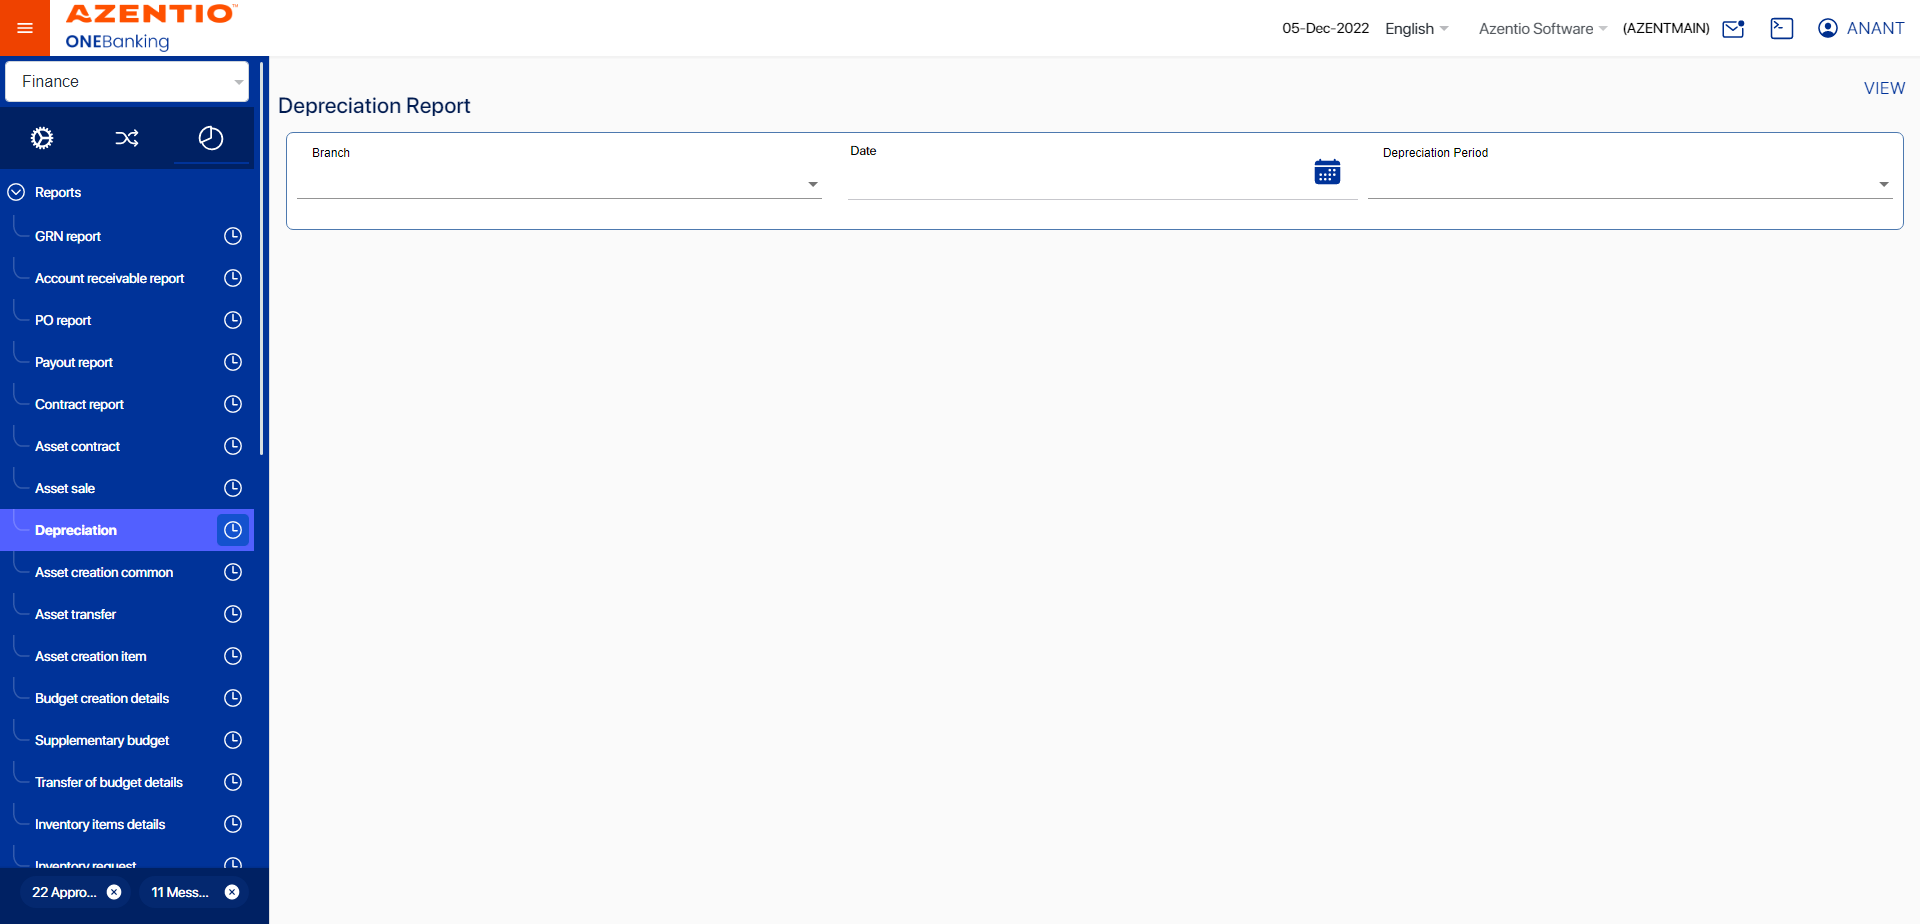 AZENTIO™
ONEBanking
05-Dec-2022 English Azentio Software (AZENTMAIN) ANANT
Finance
VIEW
Depreciation Report
Branch
Date
Depreciation Period
Reports
GRN report
Account receivable report
PO report
Payout report
Contract report
Asset contract
Asset sale
Depreciation
Asset creation common
Asset transfer
Asset creation item
Budget creation details
Supplementary budget
Transfer of budget details
Inventory items details
Inventory request
22 Appro... 11 Mess...